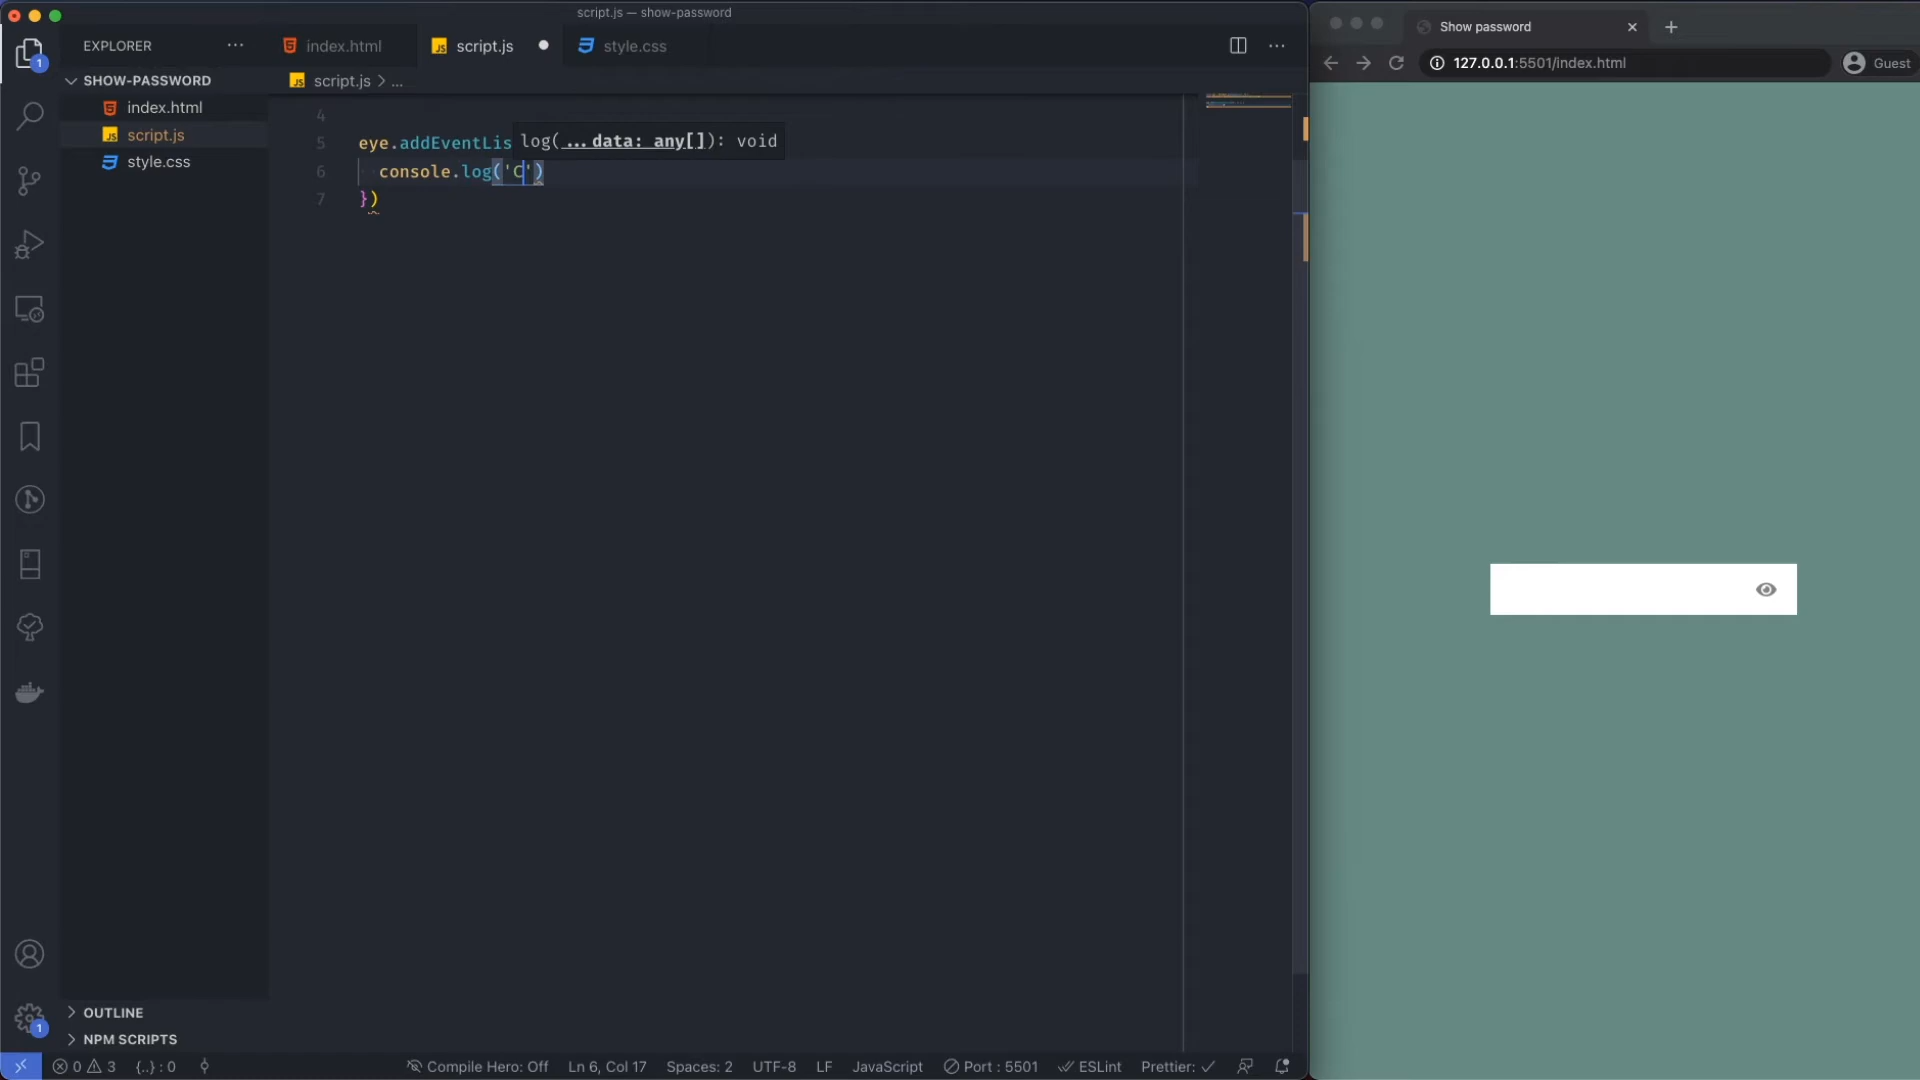 script.js — show-password
EXPLORER
index.html
script.js
style.css
SHOW-PASSWORD
index.html
script.js
style.css
script.js > ...
4
5 eye.addEventLis
log(...data: any[]): void
6 console.log('C')
7 })
OUTLINE
NPM SCRIPTS
1
1
0 3 {..} : 0
Compile Hero: Off
Ln 6, Col 17
Spaces: 2
UTF-8
LF
JavaScript
Port : 5501
ESLint
Prettier:
Show password
127.0.0.1:5501/index.html
Guest